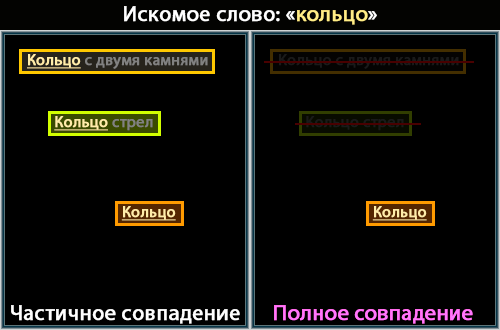 Искомое слово: «кольцо»
Кольцо с двумя камнями
Кольцо с двумя камнями
Кольцо стрел
Кольцо стрел
Кольцо
Кольцо
Частичное совпадение
Полное совпадение